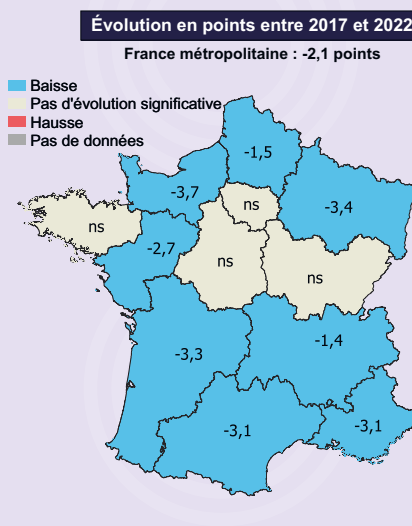 Évolution en points entre 2017 et 2022
France métropolitaine : -2,1 points
Baisse
Pas d'évolution significative
Hausse
Pas de données
-1,5
-3,7
ns
-3,4
ns
-2,7
ns
ns
-3,3
-1,4
-3,1
-3,1